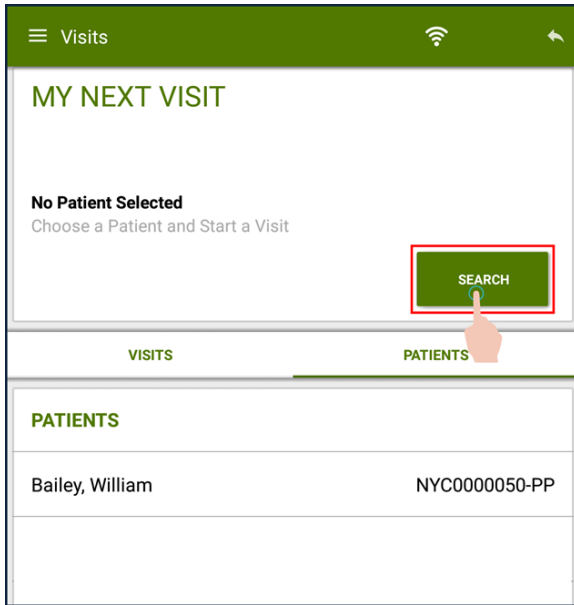 Visits
MY NEXT VISIT
No Patient Selected
Choose a Patient and Start a Visit
SEARCH
VISITS PATIENTS
PATIENTS
Bailey, William NYC0000050-PP